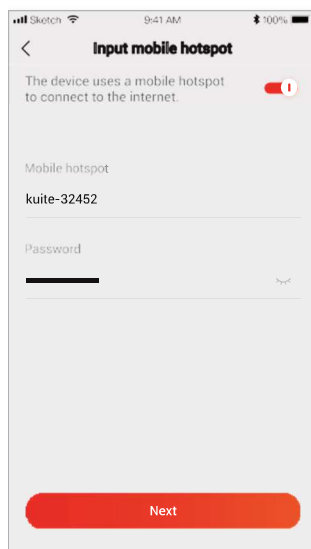 Sketch 9:41 AM 100%
Input mobile hotspot
The device uses a mobile hotspot
to connect to the internet.
Mobile hotspot
kuite-32452
Password
Next